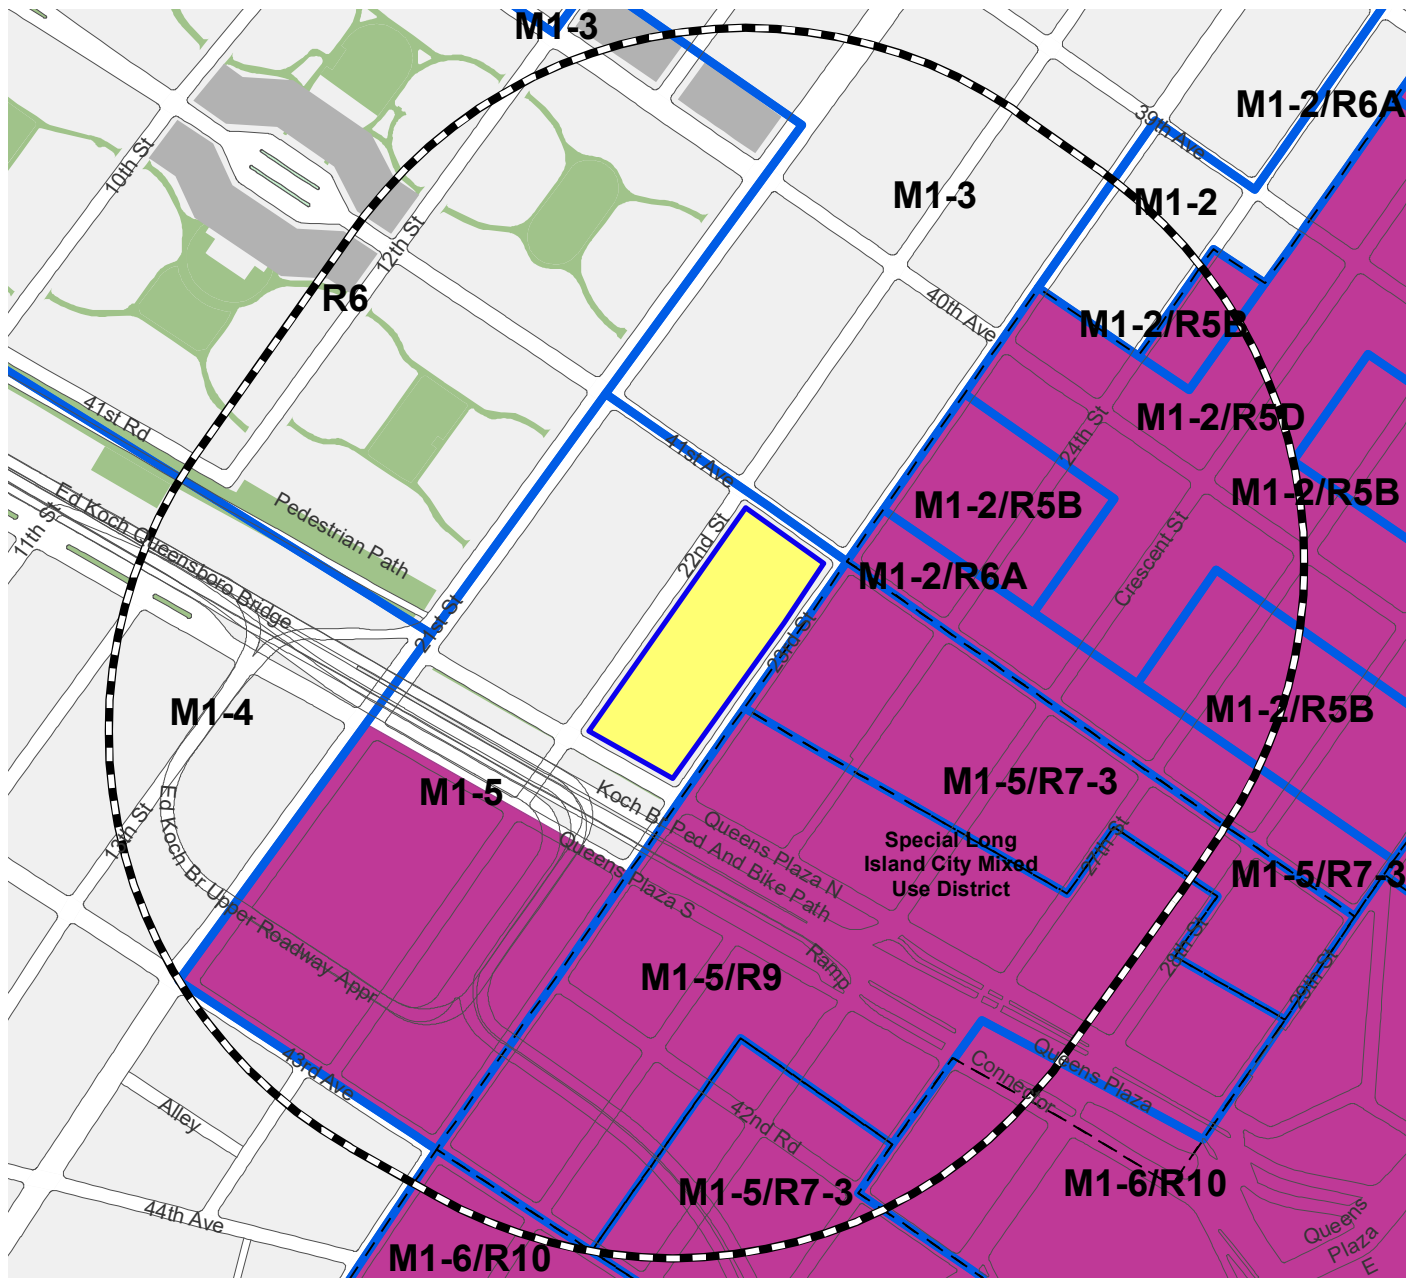 M1-3
M1-2/R6A
39th Ave
10th St
M1-3
M1-2
12th St
R6
40th Ave
M1-2/R5B
41st Rd
M1-2/R5D
24th St
41st Ave
M1-2/R5B
M1-2/R5B
Ed Koch Queensboro Bridge
11th St
Pedestrian Path
22nd St
Crescent St
M1-2/R6A
21st St
23rd St
M1-4
M1-2/R5B
M1-5
M1-5/R7-3
13th St
Koch Br Ped And Bike Path
Queens Plaza N
Special Long
Island City Mixed
Use District
27th St
M1-5/R7-3
Ed Koch Br Upper Roadway Appr
Queens Plaza S
28th St
29th St
Ramp
M1-5/R9
43rd Ave
Queens Plaza
Connector
Alley
42nd Rd
M1-5/R7-3
M1-6/R10
44th Ave
Queens
Plaza
E
M1-6/R10